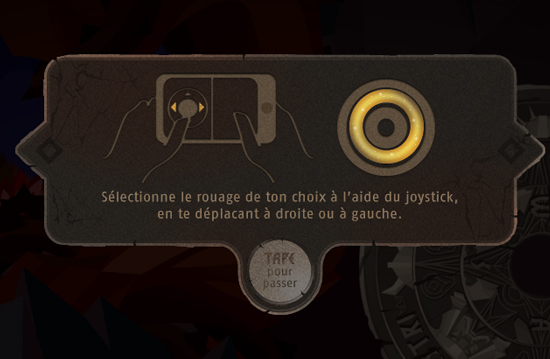 Sélectionne le rouage de ton choix à l'aide du joystick,
en te déplacant à droite ou à gauche.
TAPE
pour
passer